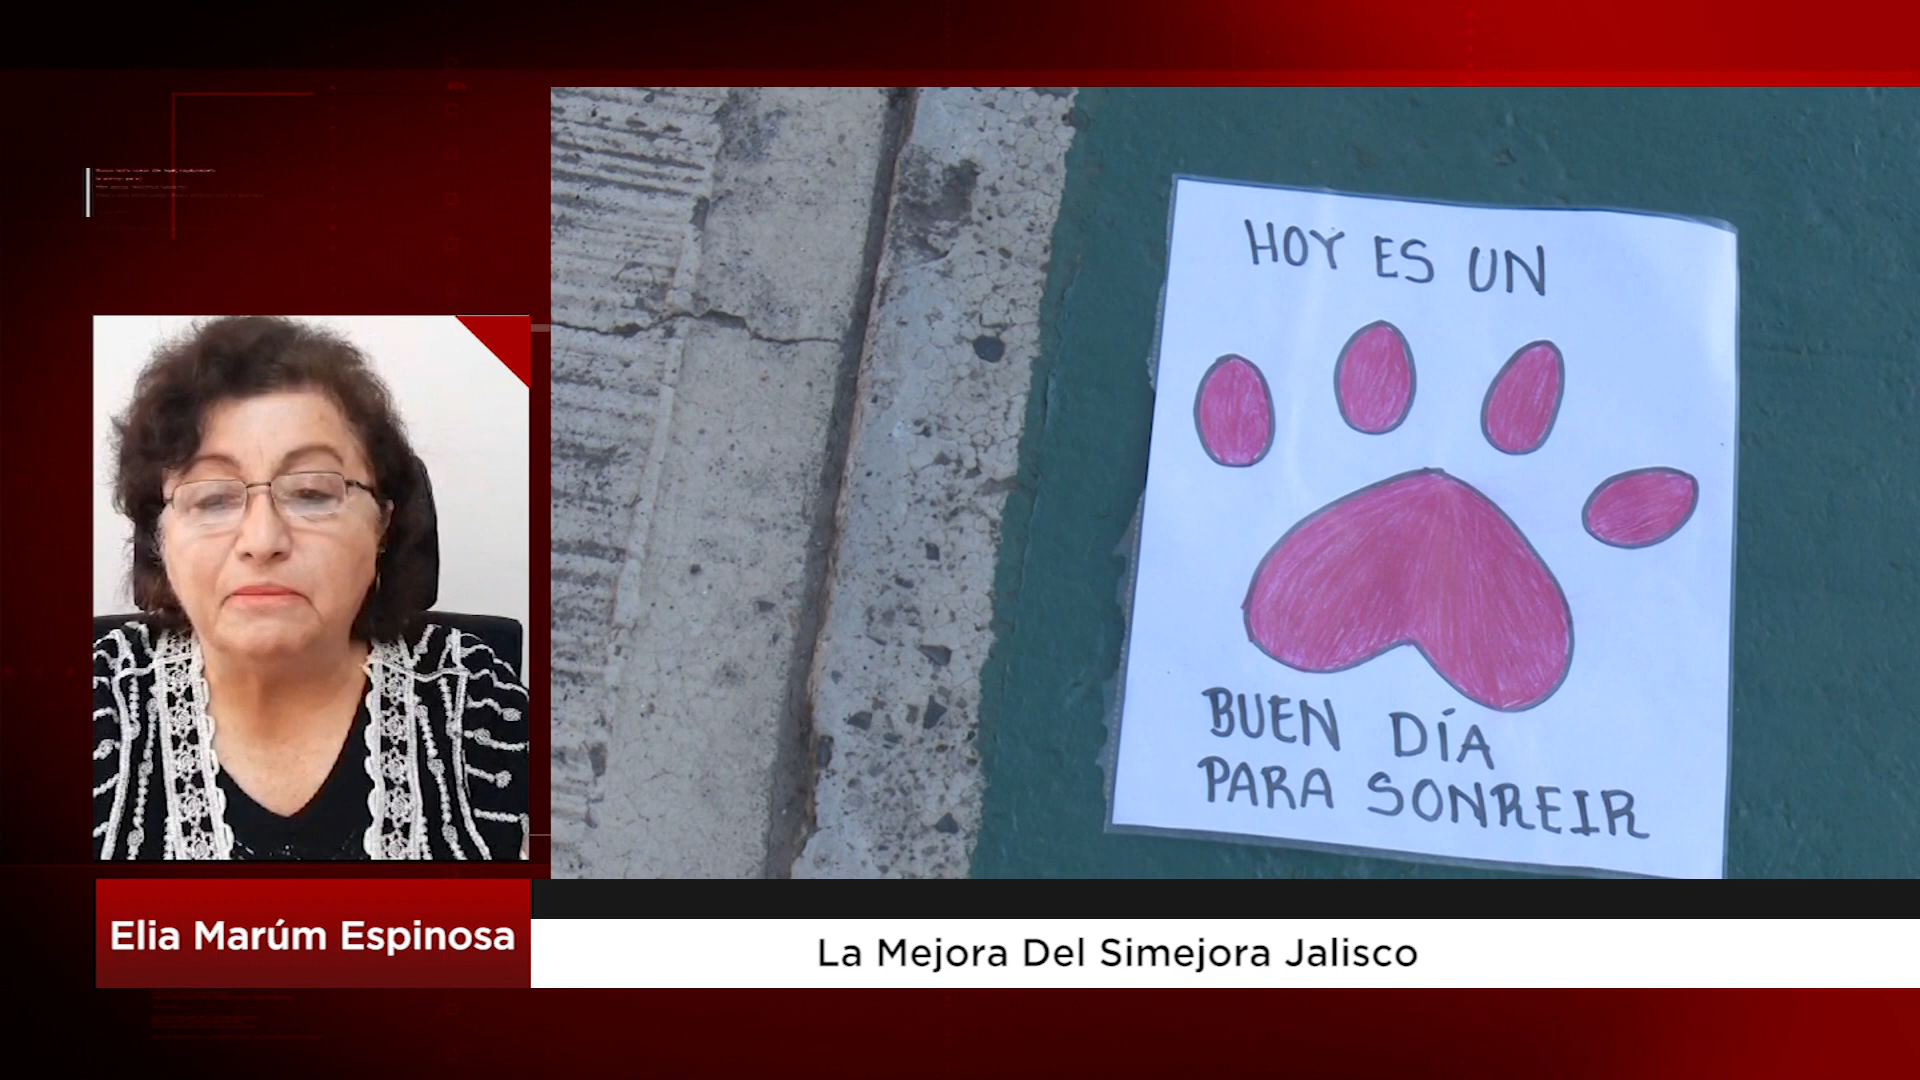 HOY ES UN
BUEN DÍA
PARA SONREIR
Elia Marúm Espinosa
La Mejora Del Simejora Jalisco